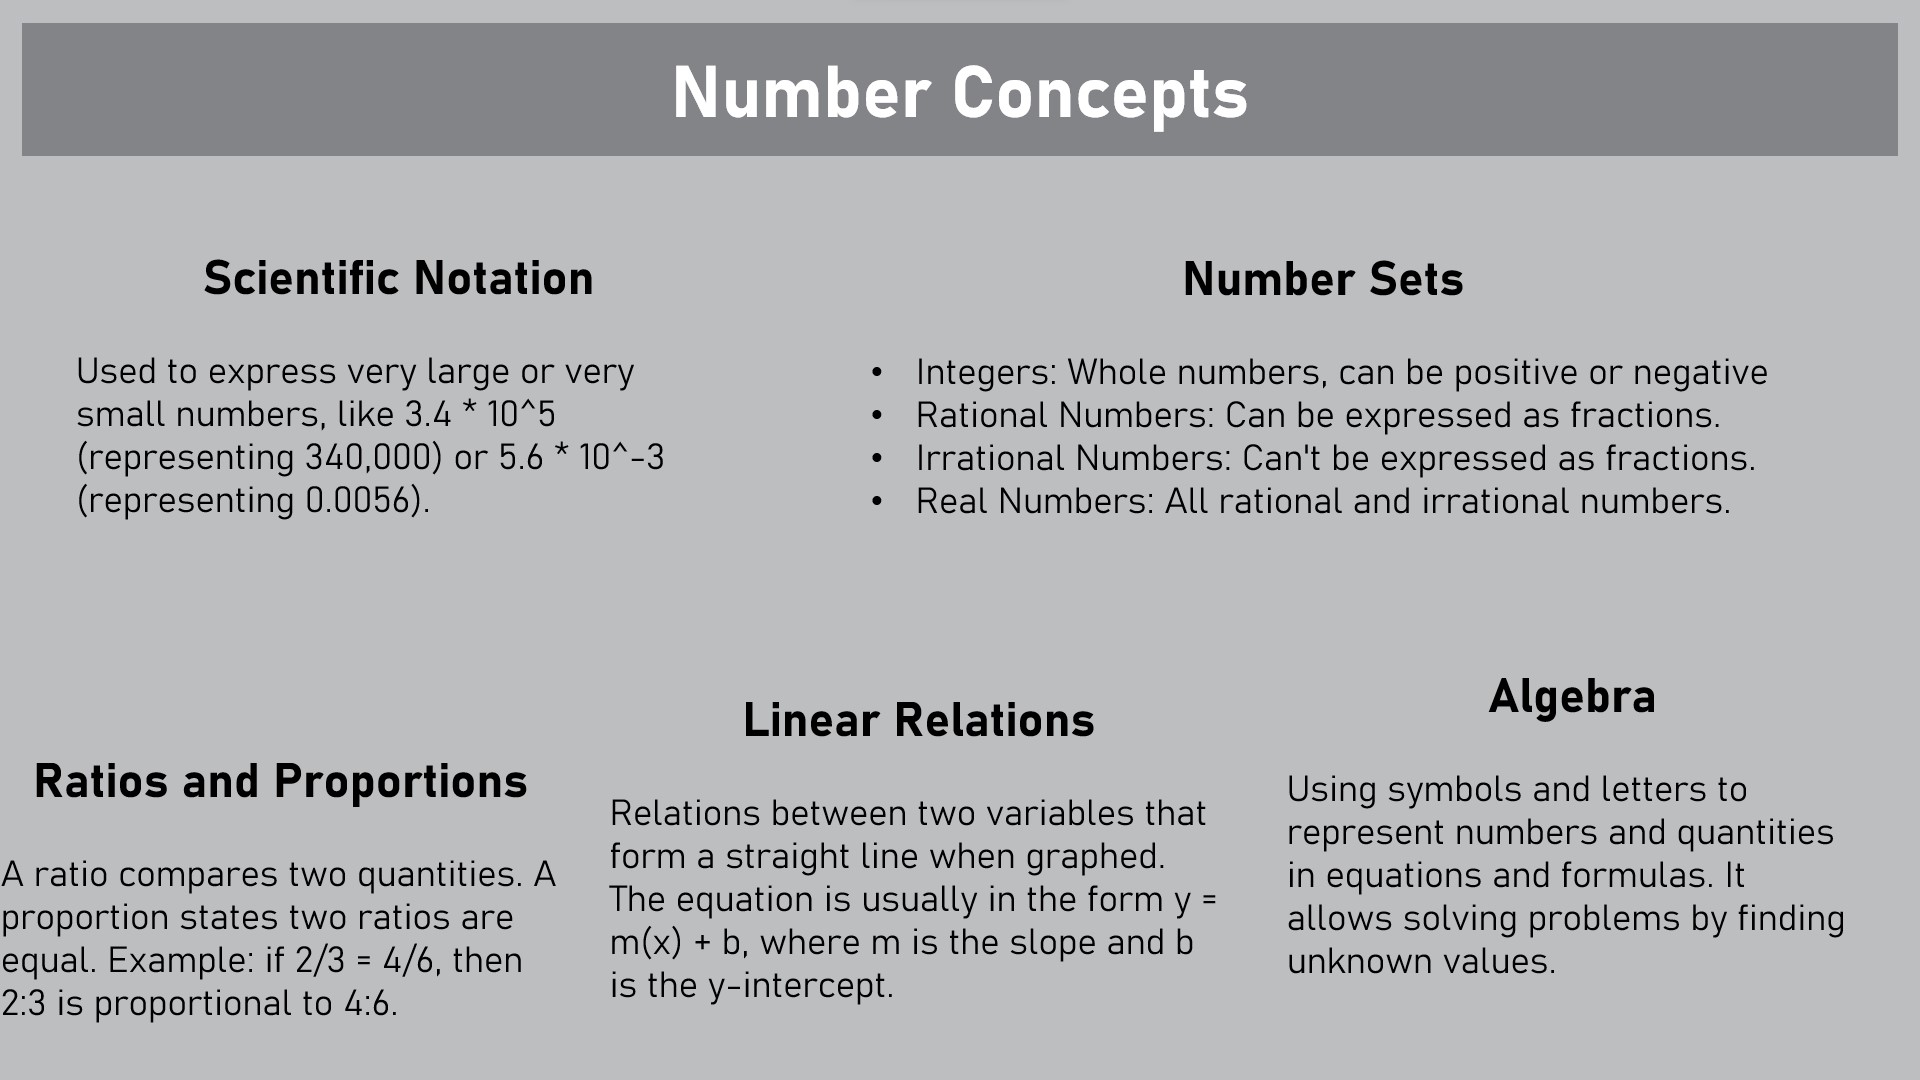 Number Concepts
Scientific Notation
Used to express very large or very
small numbers, like 3.4 * 10^5
(representing 340,000) or 5.6 * 10^-3
(representing 0.0056).
Number Sets
• Integers: Whole numbers, can be positive or negative
• Rational Numbers: Can be expressed as fractions.
• Irrational Numbers: Can't be expressed as fractions.
• Real Numbers: All rational and irrational numbers.
Ratios and Proportions
A ratio compares two quantities. A
proportion states two ratios are
equal. Example: if 2/3 = 4/6, then
2:3 is proportional to 4:6.
Linear Relations
Relations between two variables that
form a straight line when graphed.
The equation is usually in the form y =
m(x) + b, where m is the slope and b
is the y-intercept.
Algebra
Using symbols and letters to
represent numbers and quantities
in equations and formulas. It
allows solving problems by finding
unknown values.